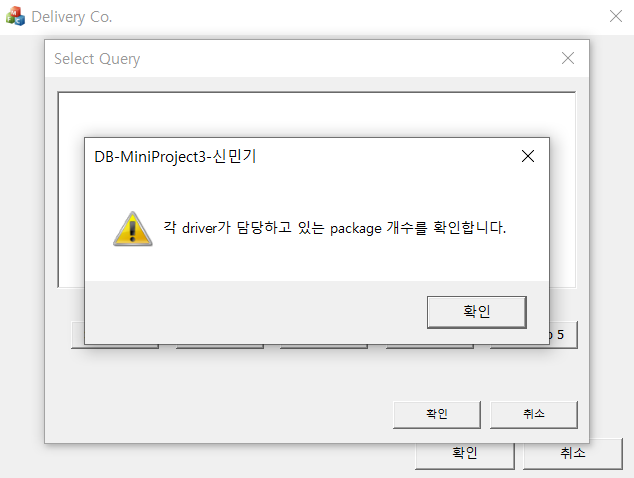 Delivery Co.
Select Query
DB-MiniProject3-신민기
각 driver가 담당하고 있는 package 개수를 확인합니다.
확인
5
확인
취소
확인
취소